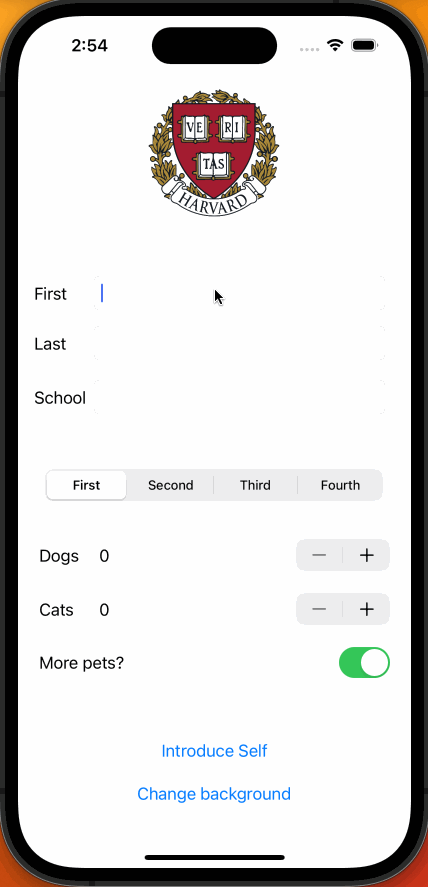 2:54
VE RI
TAS
HARVARD
First
Last
School
First Second Third Fourth
Dogs 0
Cats 0
More pets?
Introduce Self
Change background